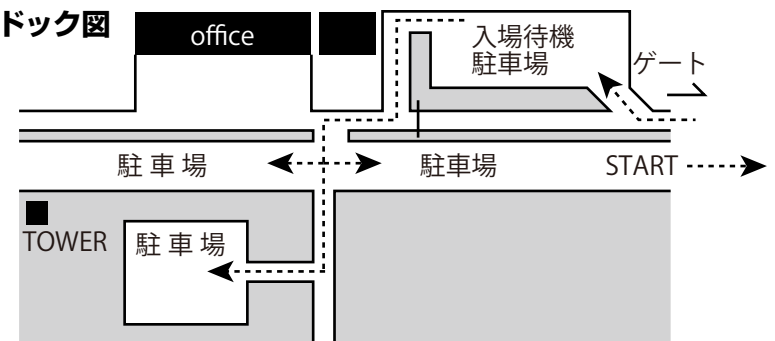 ドック図
office
入場待機
駐車場
ゲート
駐 車 場
駐車場
START
TOWER
駐 車 場